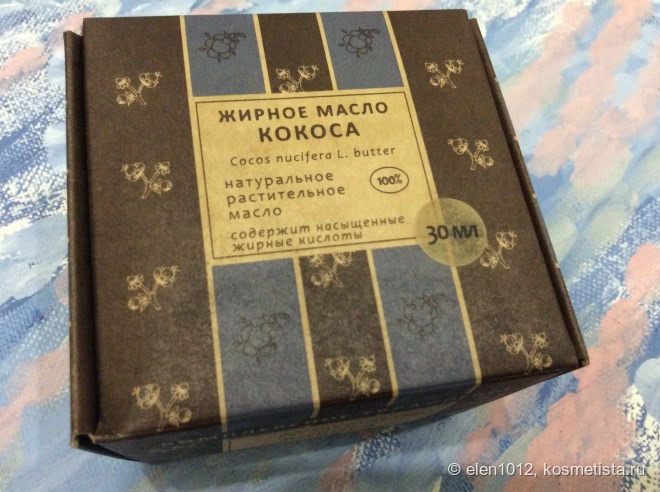 ЖИРНОЕ МАСЛО
КОКОСА
Cocos nucifera L. butter
натуральное
растительное
масло
100%
содержит насыщенные
жирные кислоты
30 мл
© elen1012, kosmetista.ru